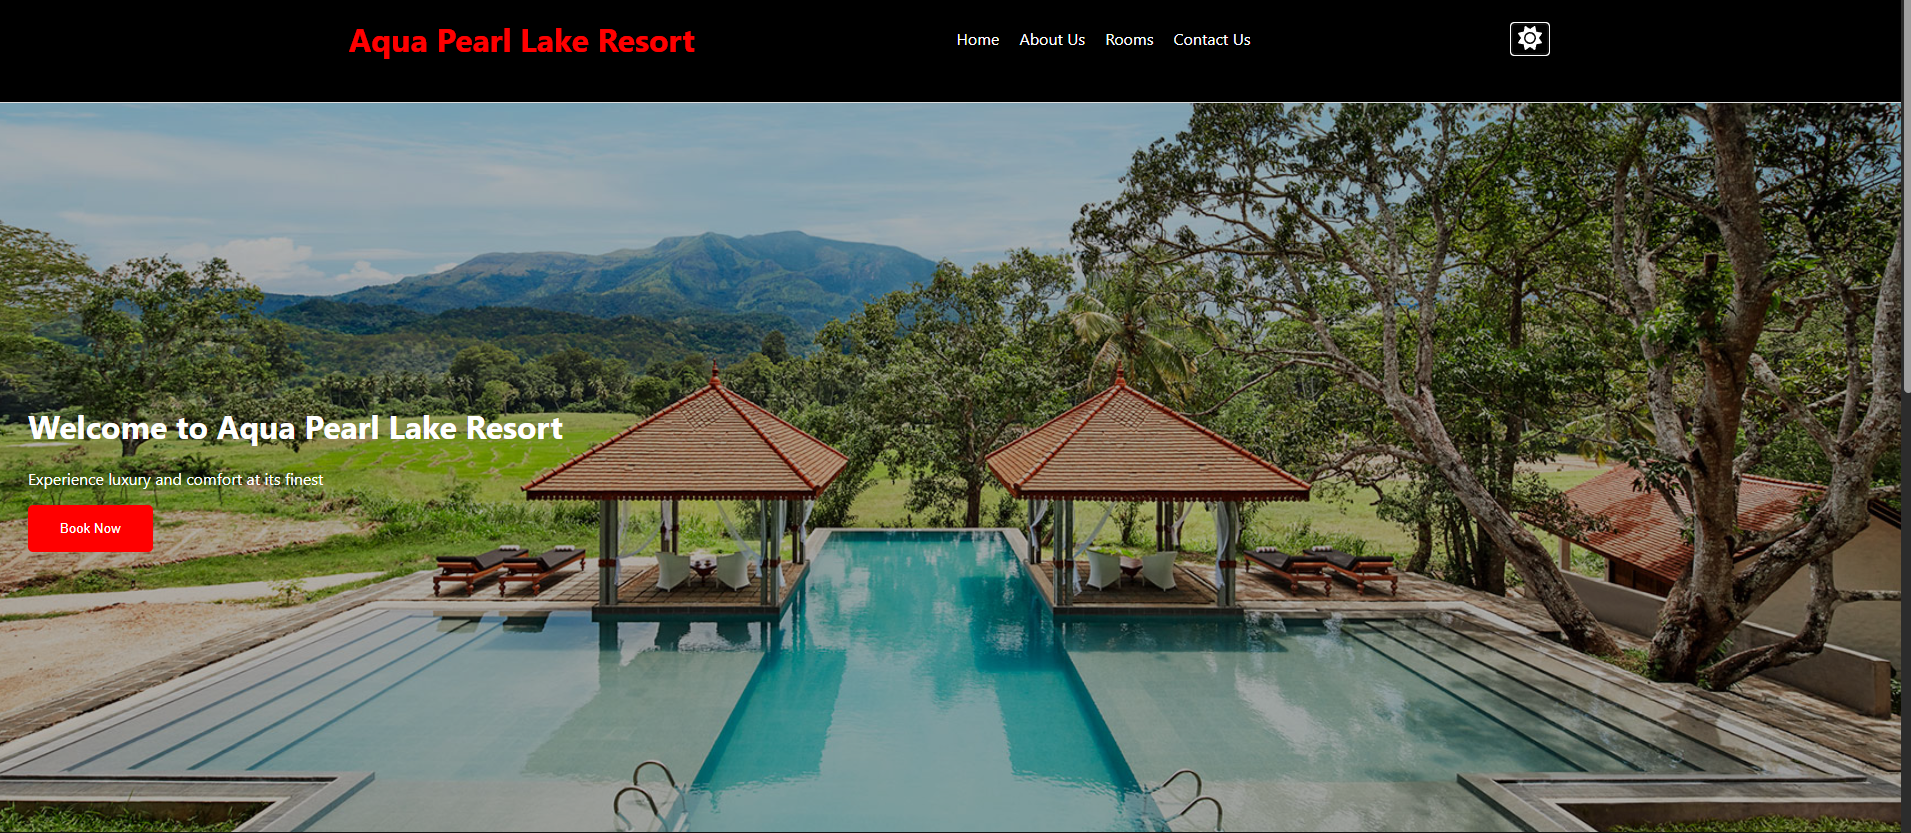 Aqua Pearl Lake Resort
Home About Us Rooms Contact Us
Welcome to Aqua Pearl Lake Resort
Experience luxury and comfort at its finest
Book Now